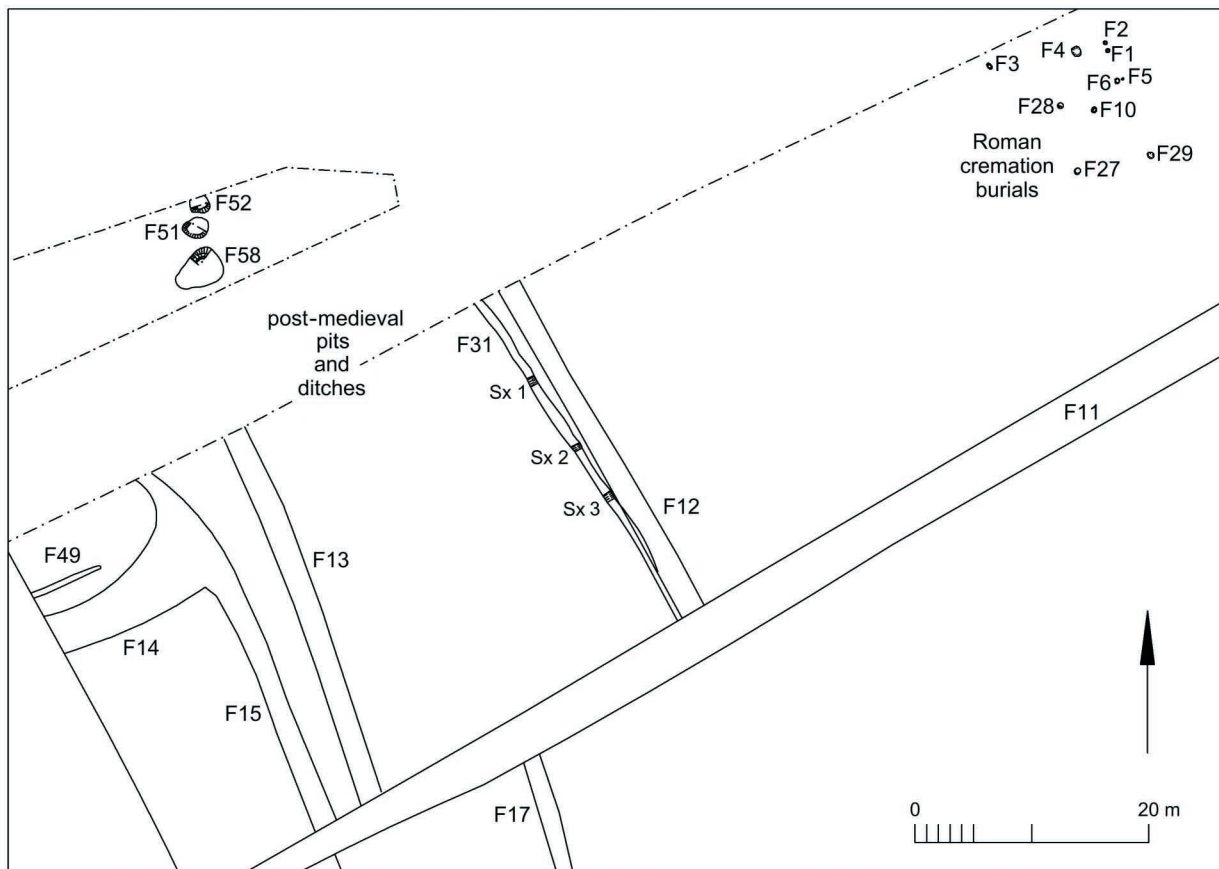 F2
F4
F1
F3
F6
F5
F28
F10
Roman
cremation
burials
F29
F27
F52
F51
F58
post-medieval
pits
and
ditches
F31
Sx 1
F11
Sx 2
Sx 3
F12
F49
F13
F14
F15
F17
0
20 m